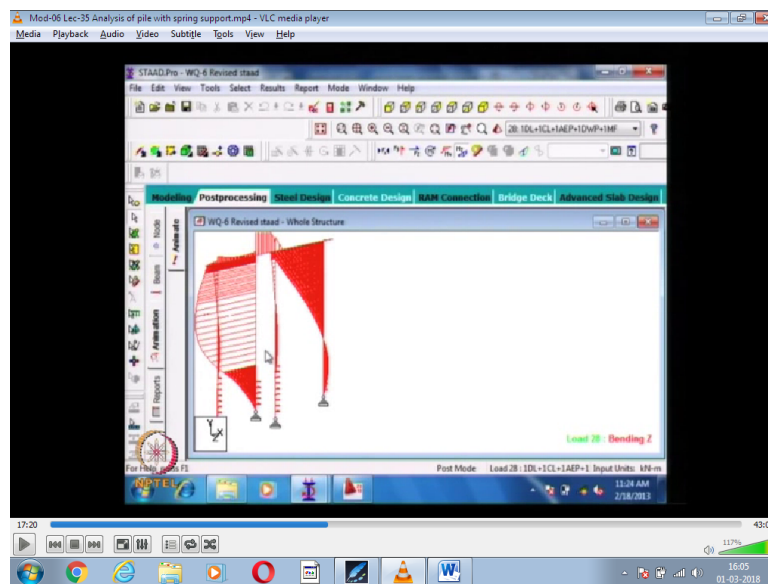 Mod-06 Lec-35 Analysis of pile with spring support.mp4 - VLC media player
Media Playback Audio Video Subtitle Tools View Help
STAAD.Pro - WQ-6 Revised staad
File Edit View Tools Select Results Report Mode Window Help
28: 1DL+1CL+1AEP+1DWP+1MF
Modeling Postprocessing Steel Design Concrete Design RAM Connection Bridge Deck Advanced Slab Design
WQ-6 Revised staad - Whole Structure
Node
Beam
Animation
Reports
Animate
Y
X
Z
Load 28 : Bending Z
For Help, press F1
Post Mode Load 28 : 1DL+1CL+1AEP+1 Input Units: kN-m
NPTEL
11:24 AM
2/18/2013
17:20
117%
16:05
01-03-2018